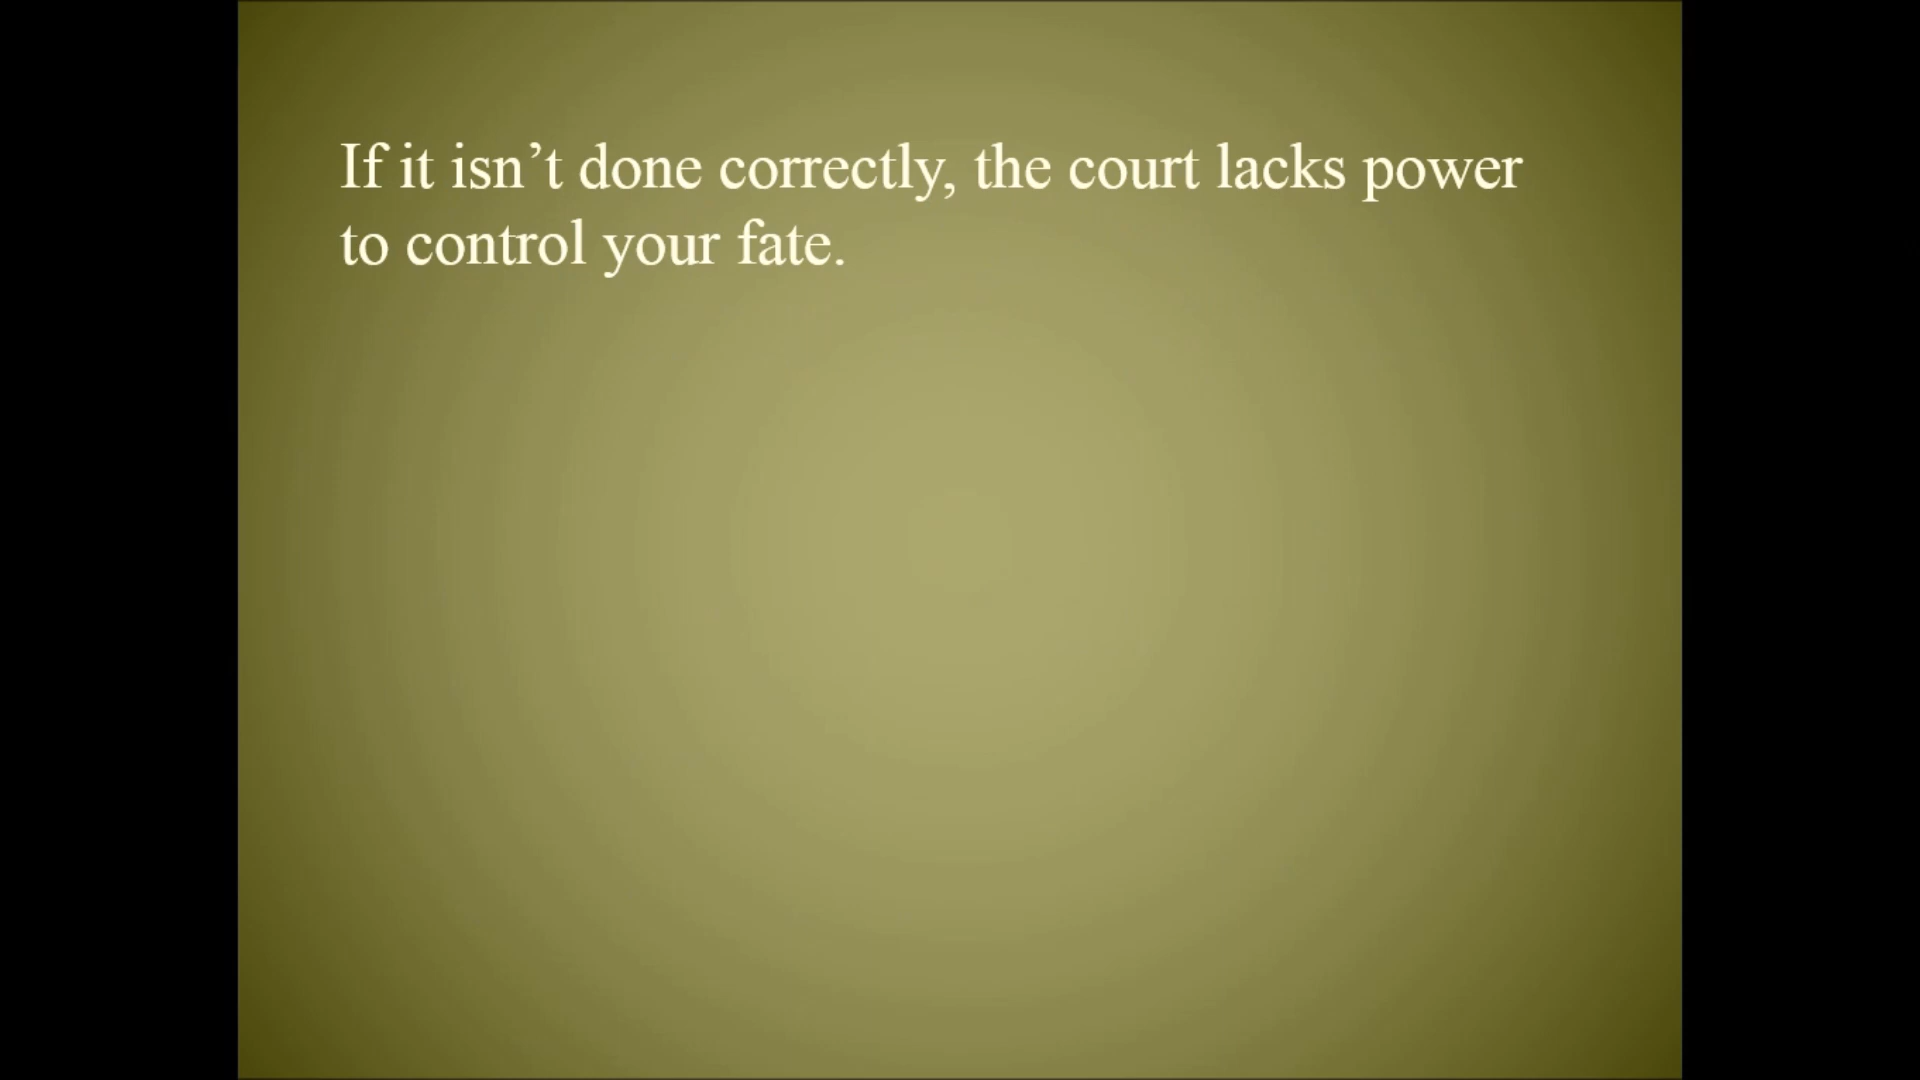 If it isn’t done correctly, the court lacks power
to control your fate.